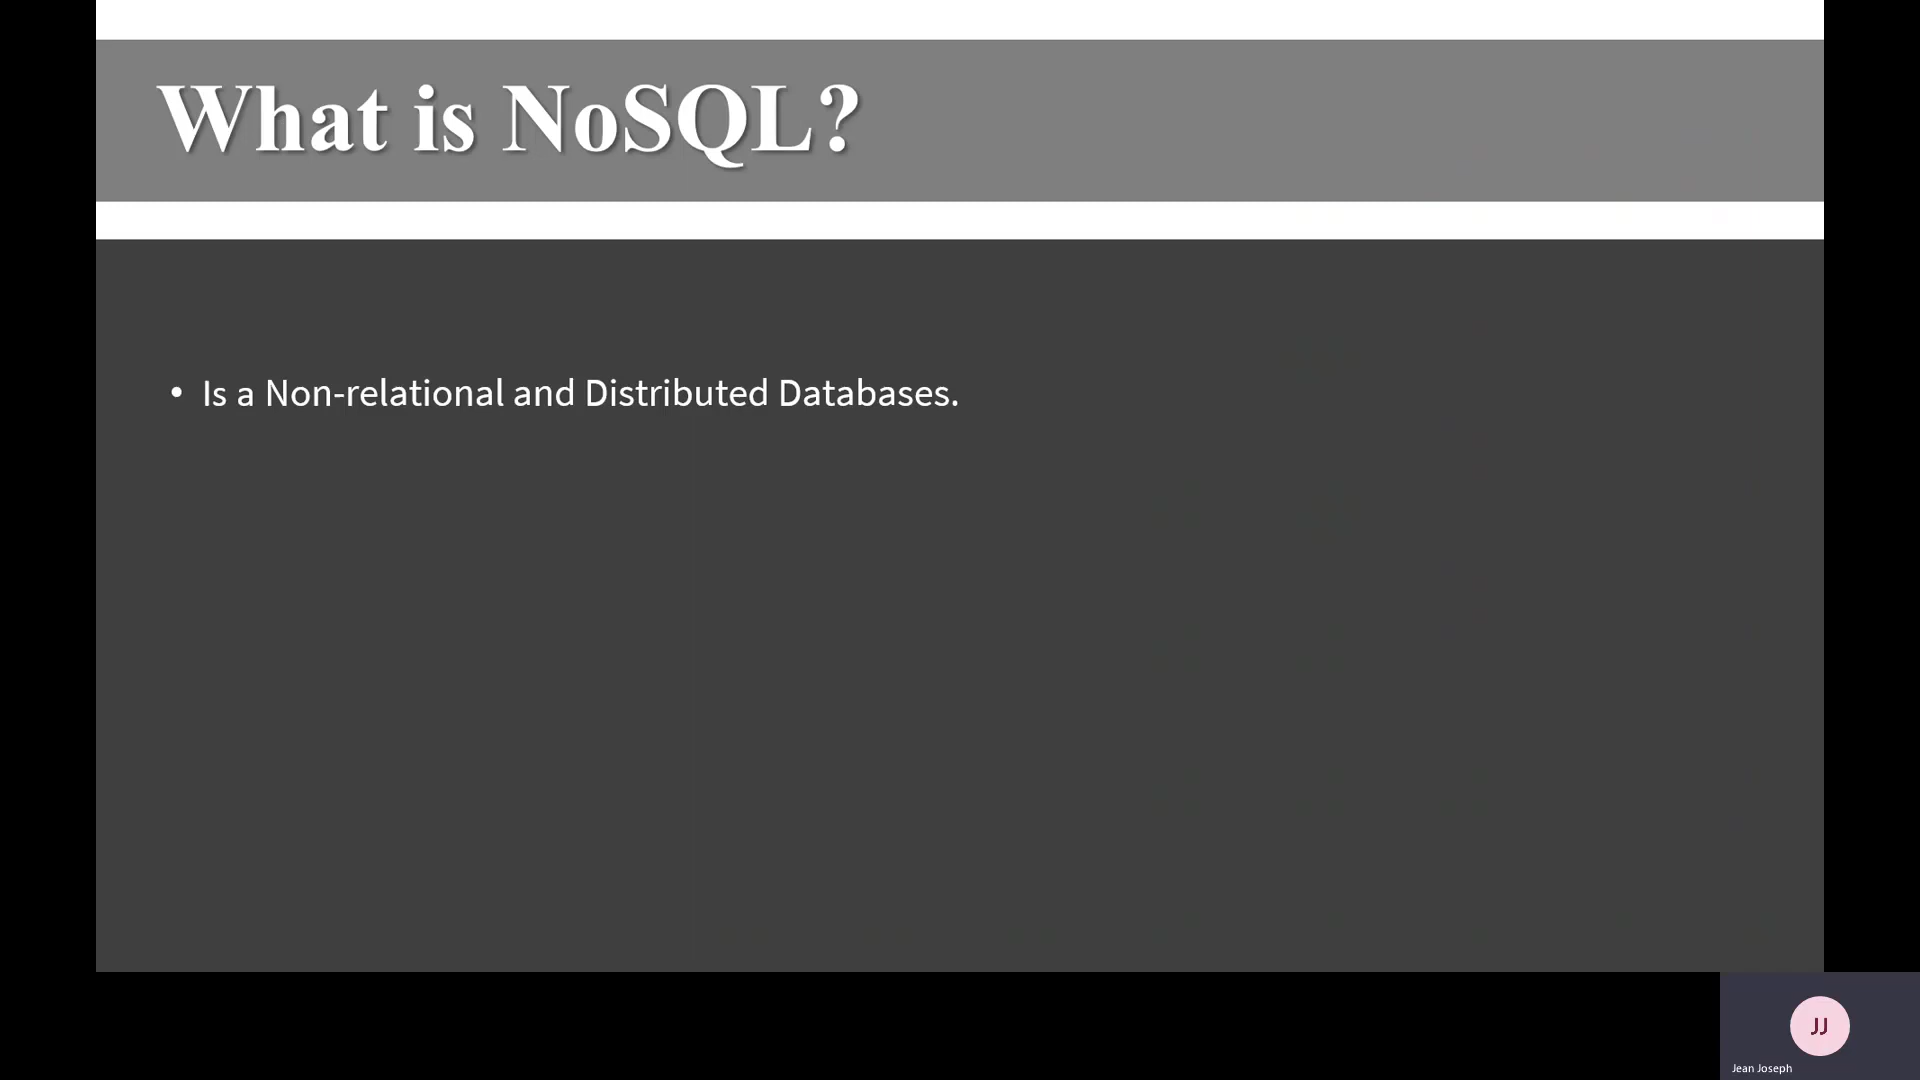 What is NoSQL?
• Is a Non-relational and Distributed Databases.
JJ
Jean Joseph